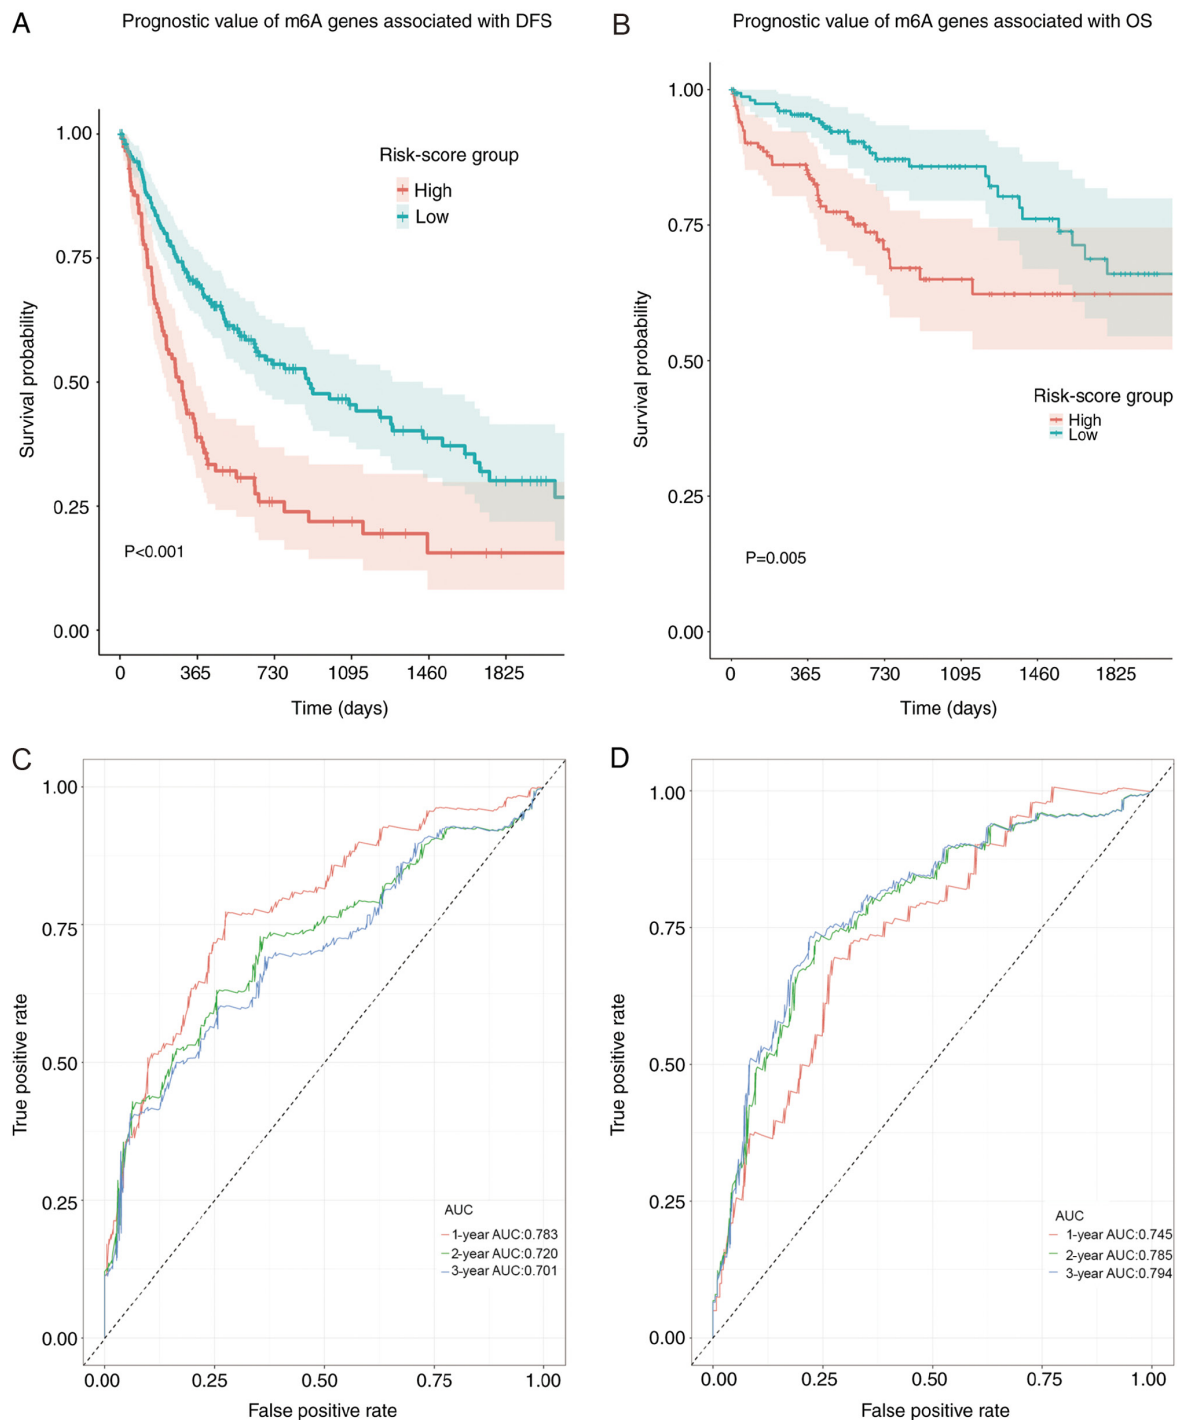 A
Prognostic value of m6A genes associated with DFS
1.00
0.75
0.50
0.25
0.00
Survival probability
Risk-score group
High
Low
P<0.001
0 365 730 1095 1460 1825
Time (days)
B
Prognostic value of m6A genes associated with OS
1.00
0.75
0.50
0.25
0.00
Survival probability
Risk-score group
High
Low
P=0.005
0 365 730 1095 1460 1825
Time (days)
C
1.00
0.75
0.50
0.25
0.00
True positive rate
AUC
1-year AUC:0.783
2-year AUC:0.720
3-year AUC:0.701
0.00 0.25 0.50 0.75 1.00
False positive rate
D
1.00
0.75
0.50
0.25
0.00
True positive rate
AUC
1-year AUC:0.745
2-year AUC:0.785
3-year AUC:0.794
0.00 0.25 0.50 0.75 1.00
False positive rate